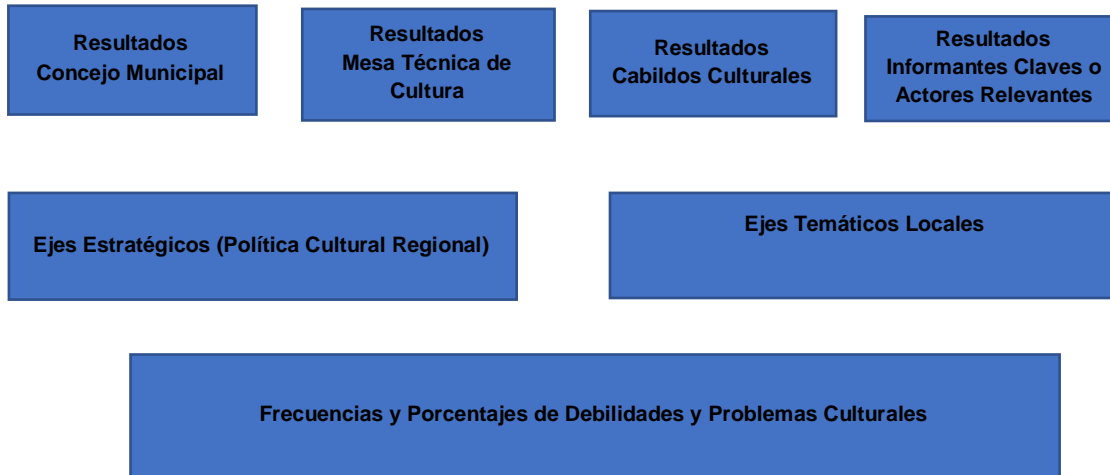 Resultados
Concejo Municipal
Resultados
Mesa Técnica de
Cultura
Resultados
Cabildos Culturales
Resultados
Informantes Claves o
Actores Relevantes
Ejes Estratégicos (Política Cultural Regional)
Ejes Temáticos Locales
Frecuencias y Porcentajes de Debilidades y Problemas Culturales